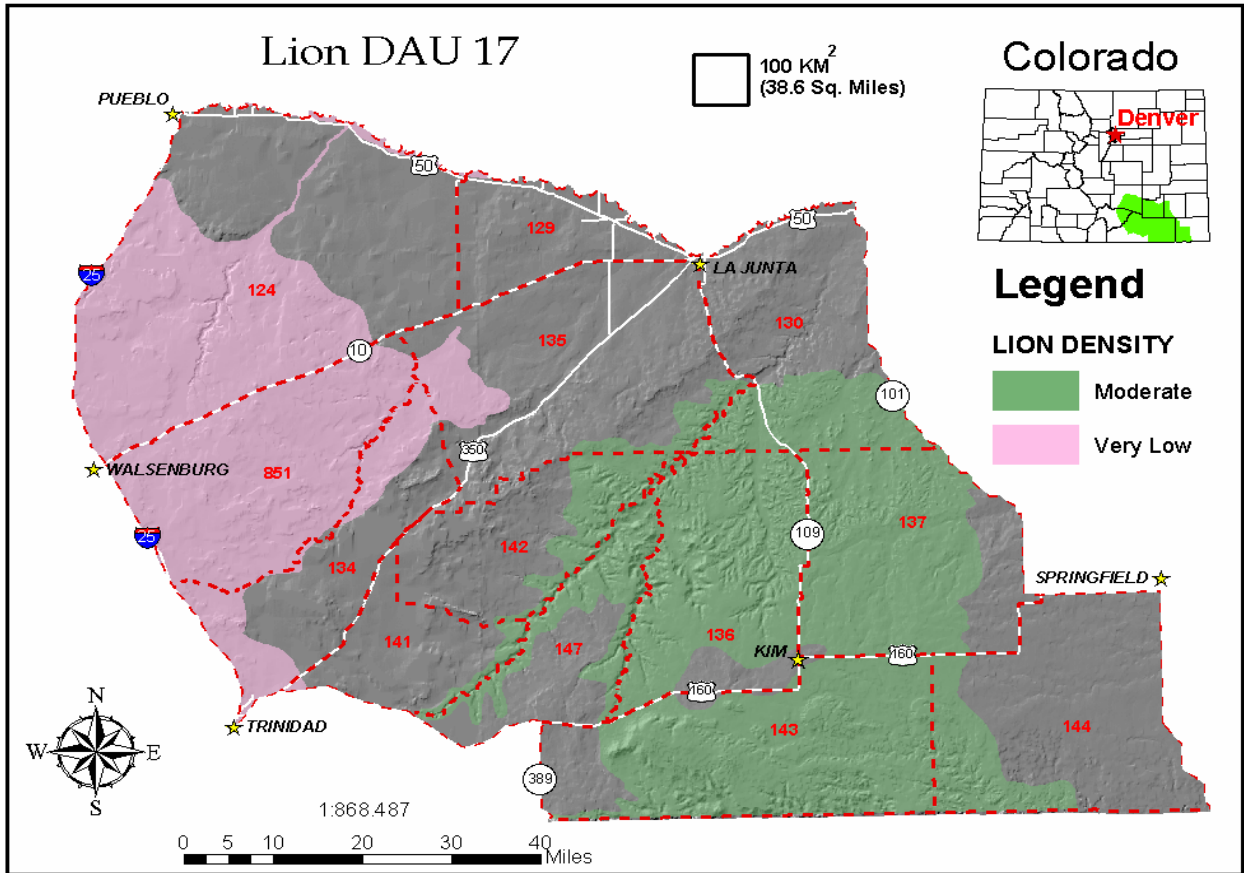 Lion DAU 17
100 KM2
(38.6 Sq. Miles)
Colorado
Denver
PUEBLO
50
129
50
LA JUNTA
25
124
130
135
10
101
Legend
LION DENSITY
Moderate
Very Low
350
WALSENBURG
851
137
109
25
142
134
SPRINGFIELD
136
141
147
KIM
160
160
143
144
TRINIDAD
389
N
W
E
S
1:868.487
0 5 10 20 30 40
Miles